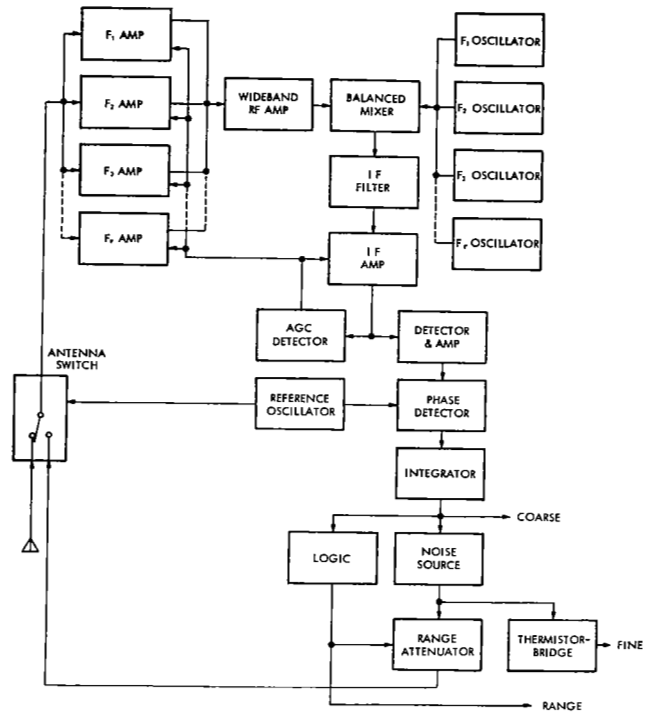 F₁ AMP
F₂ AMP
F₃ AMP
WIDEBAND
RF AMP
BALANCED
MIXER
F₁ OSCILLATOR
F₂ OSCILLATOR
F₃ OSCILLATOR
OSCILLATOR
AMP
I F
FILTER
I F
AMP
AGC
DETECTOR
DETECTOR
& AMP
ANTENNA
SWITCH
REFERENCE
OSCILLATOR
PHASE
DETECTOR
INTEGRATOR
COARSE
LOGIC
NOISE
SOURCE
RANGE
ATTENUATOR
THERMISTOR-
BRIDGE
FINE
RANGE